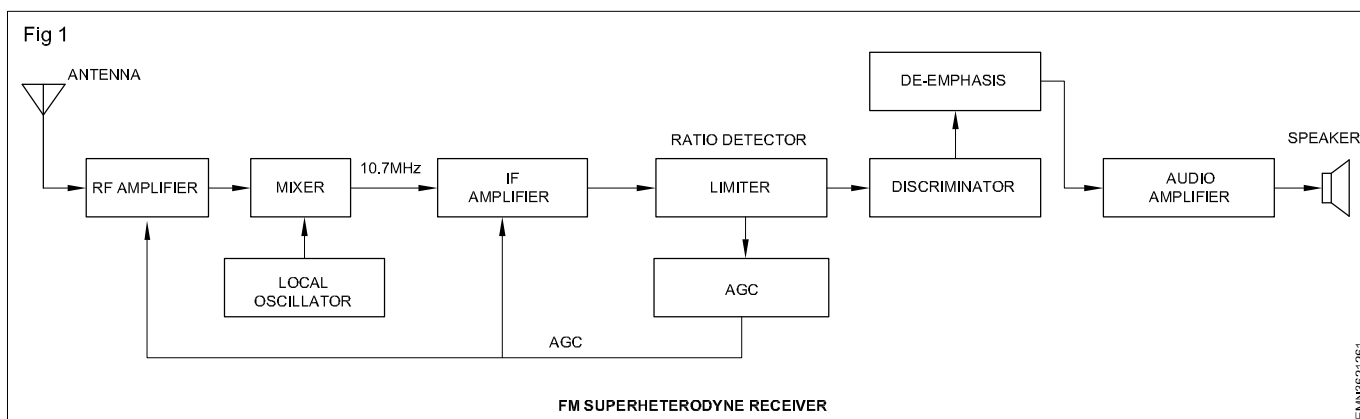 Fig 1
ANTENNA
RF AMPLIFIER
MIXER
10.7MHz
IF
AMPLIFIER
RATIO DETECTOR
LIMITER
DISCRIMINATOR
DE-EMPHASIS
AUDIO
AMPLIFIER
SPEAKER
LOCAL
OSCILLATOR
AGC
AGC
FM SUPERHETERODYNE RECEIVER